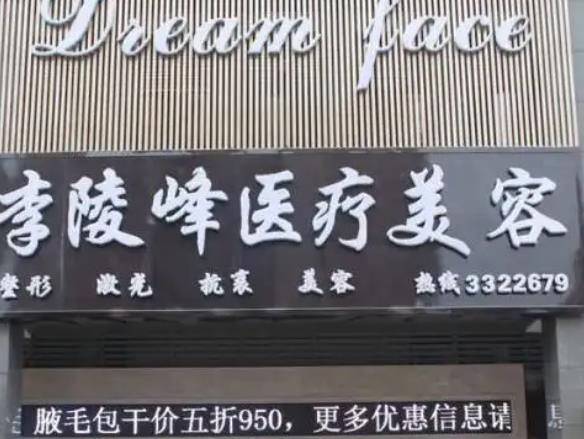 Dream face
李陵峰医疗美容
整形 激光 抗衰 美容 热线3322679
腋毛包干价五折950，更多优惠信息请